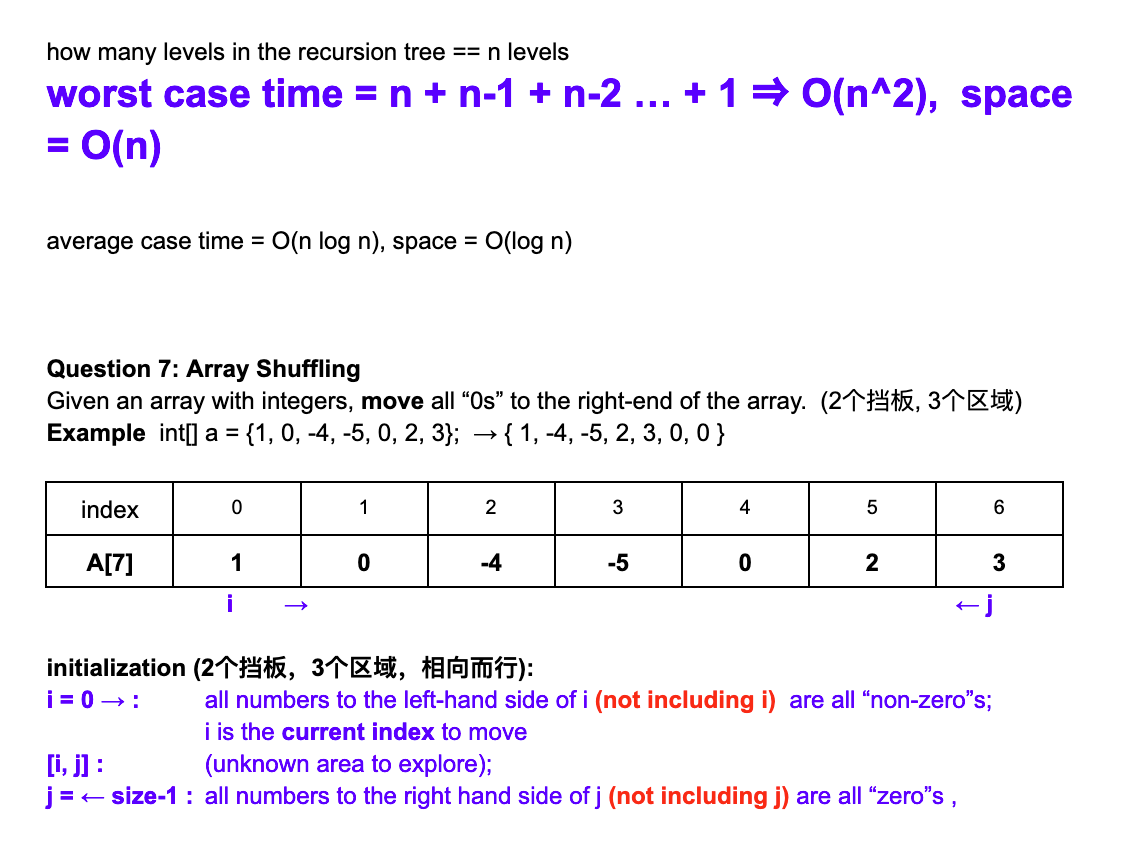 how many levels in the recursion tree == n levels
worst case time = n + n-1 + n-2 … + 1 ⇒ O(n^2),  space
= O(n)
average case time = O(n log n), space = O(log n)
Question 7: Array Shuffling
Given an array with integers, move all “0s” to the right-end of the array.  (2个挡板, 3个区域)
Example  int[] a = {1, 0, -4, -5, 0, 2, 3};  → { 1, -4, -5, 2, 3, 0, 0 }
index 0 1 2 3 4 5 6
A[7] 1 0 -4 -5 0 2 3
i → ← j
initialization (2个挡板，3个区域，相向而行):
i = 0 → : all numbers to the left-hand side of i (not including i)  are all “non-zero”s;
i is the current index to move
[i, j] : (unknown area to explore);
j = ← size-1 : all numbers to the right hand side of j (not including j) are all “zero”s ,